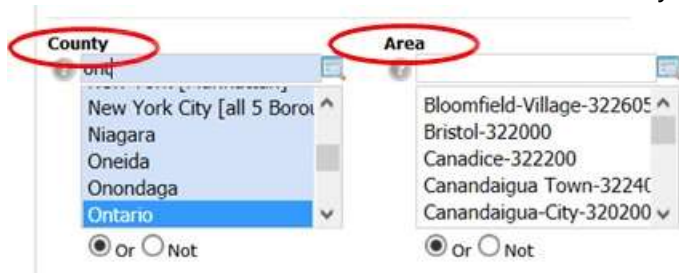 County
Area
ont
New York City [all 5 Borou
Niagara
Oneida
Onondaga
Ontario
Or Not
Bloomfield-Village-322605
Bristol-322000
Canadice-322200
Canandaigua Town-32240
Canandaigua-City-320200
Or Not